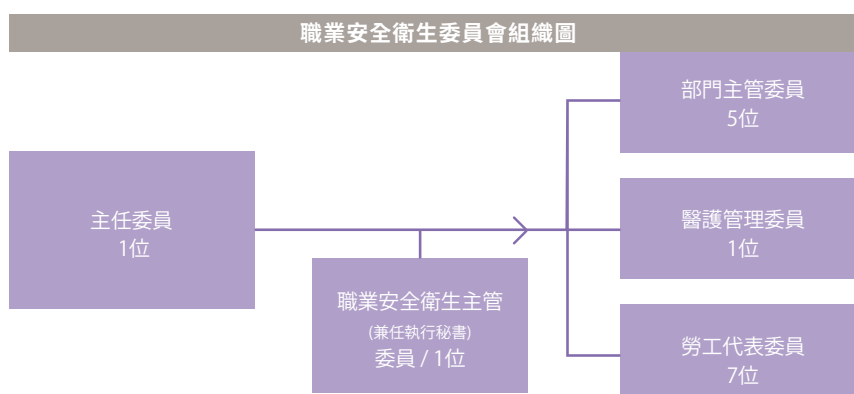 職業安全衛生委員會組織圖
主任委員
1位
職業安全衛生主管
(兼任執行秘書)
委員 / 1位
部門主管委員
5位
醫護管理委員
1位
勞工代表委員
7位